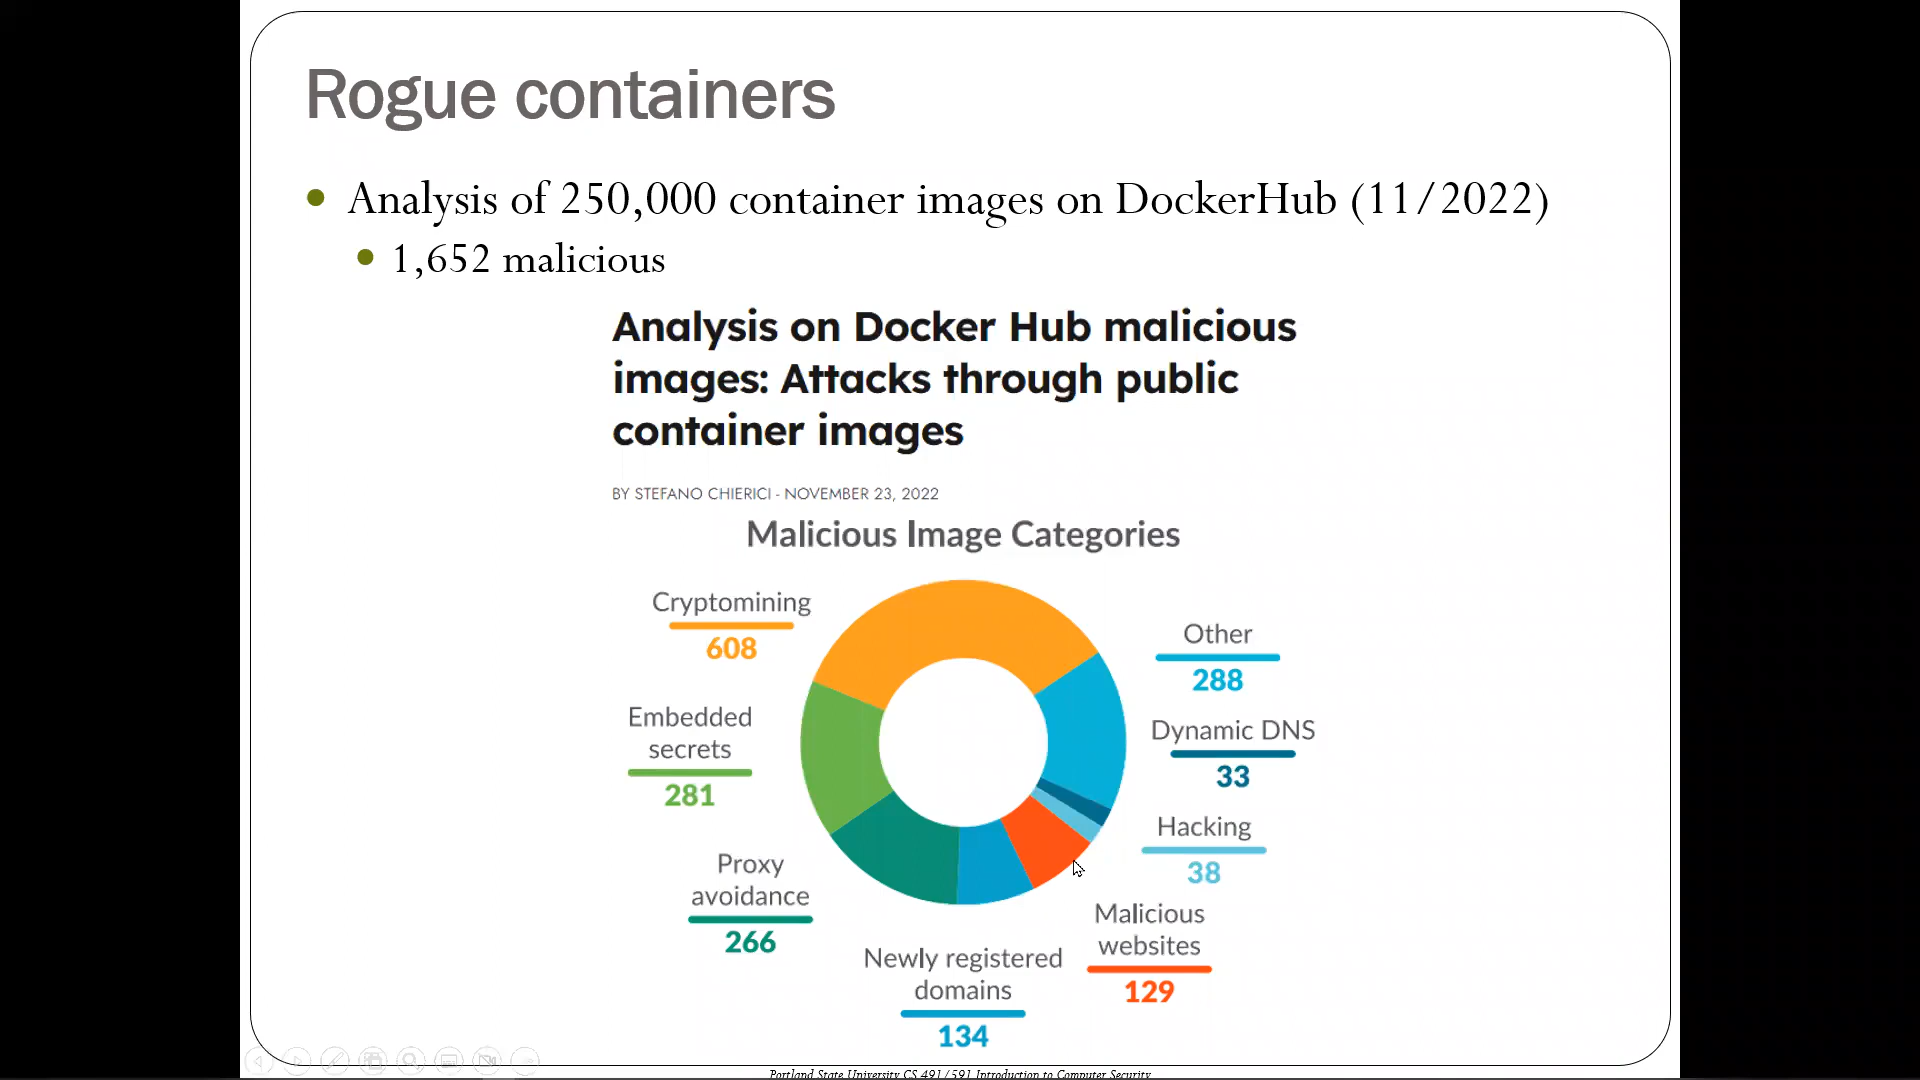 Rogue containers
Analysis of 250,000 container images on DockerHub (11/2022)
1,652 malicious
Analysis on Docker Hub malicious
images: Attacks through public
container images
BY STEFANO CHIERICI - NOVEMBER 23, 2022
Malicious Image Categories
Cryptomining
608
Other
288
Embedded
secrets
281
Dynamic DNS
33
Hacking
38
Proxy
avoidance
266
Malicious
websites
129
Newly registered
domains
134
Portland State University CS 491/591 Introduction to Computer Security